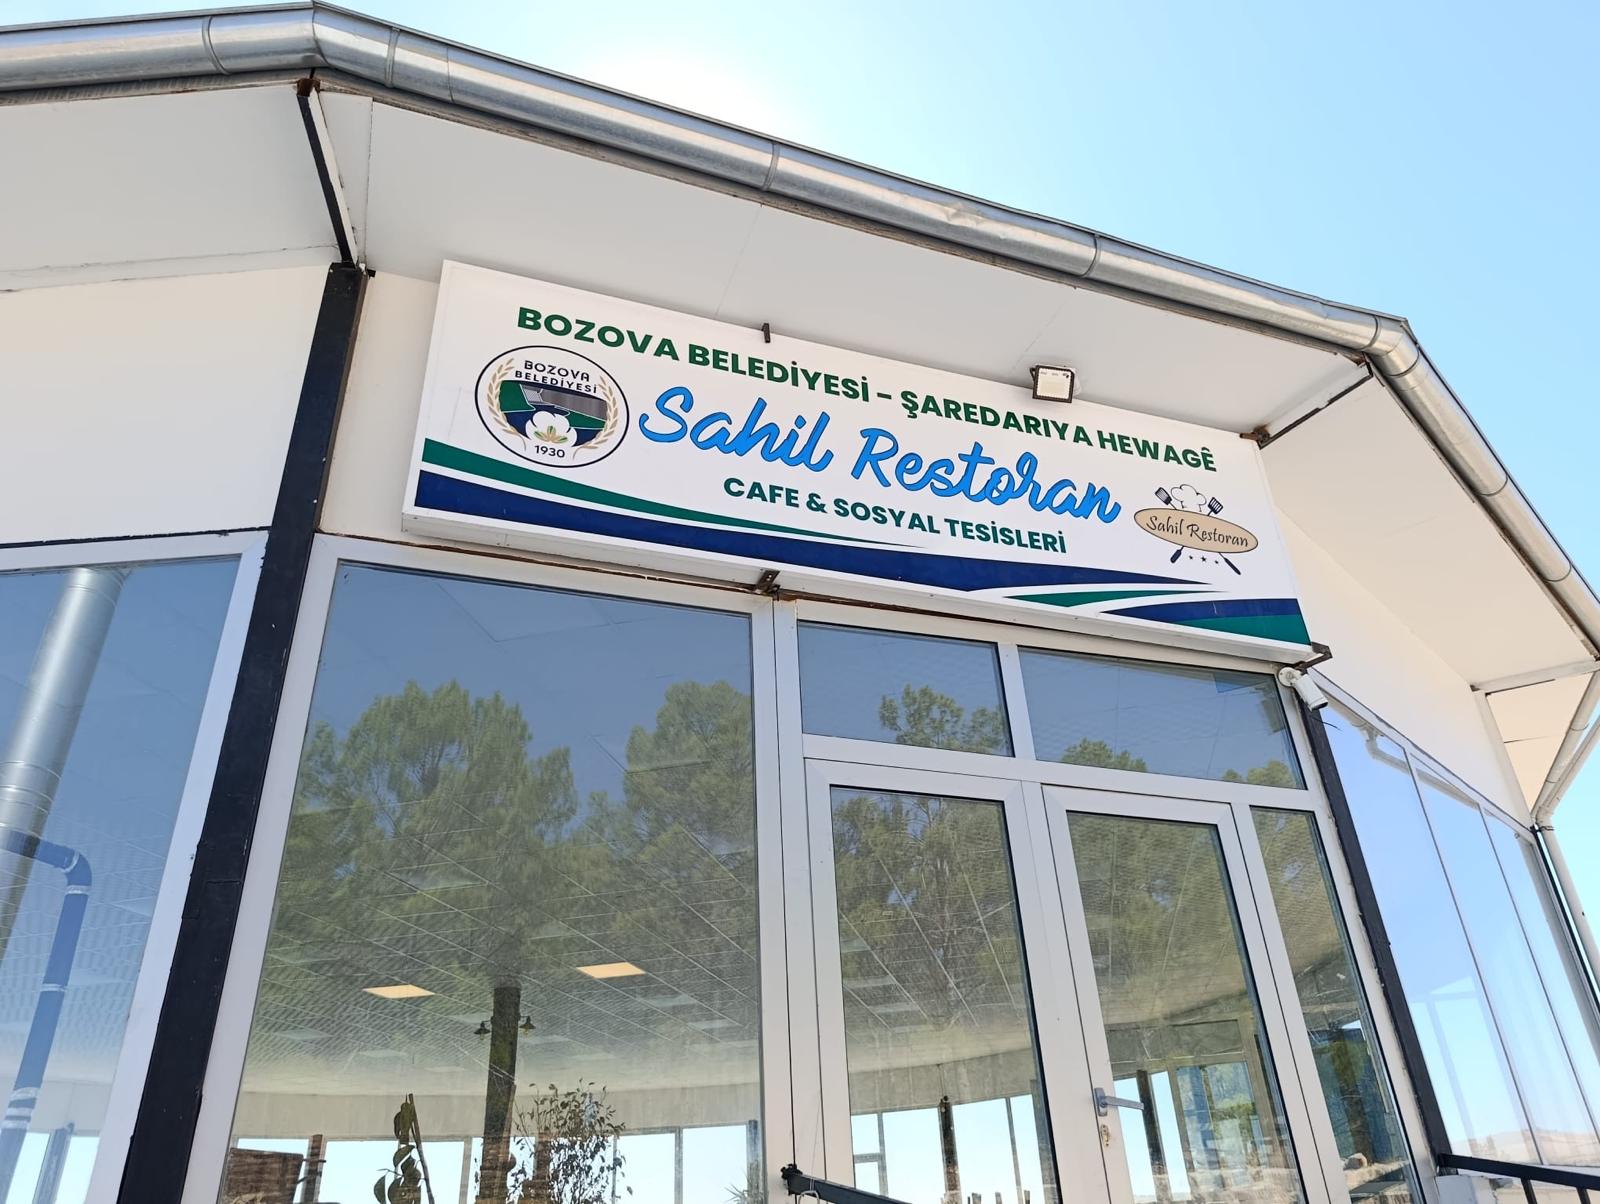 BOZOVA BELEDİYESİ - ŞAREDARIYA HEWAGÊ
BOZOVA
BELEDİYESİ
1930
Sahil Restoran
CAFE & SOSYAL TESİSLERİ
Sahil Restoran